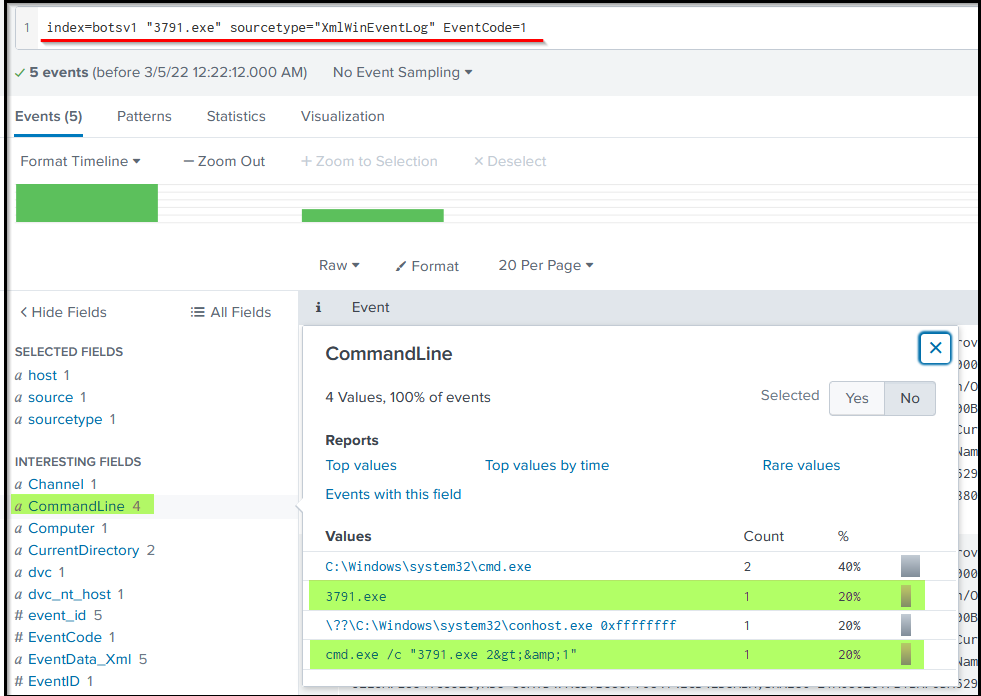 1 index=botsv1 "3791.exe" sourcetype="XmlWinEventLog" EventCode=1
✓ 5 events (before 3/5/22 12:22:12.000 AM) No Event Sampling ▾
Events (5) Patterns Statistics Visualization
Format Timeline ▾ — Zoom Out + Zoom to Selection × Deselect
Raw ▾ Format 20 Per Page ▾
< Hide Fields All Fields i Event
SELECTED FIELDS
a host 1
a source 1
a sourcetype 1
INTERESTING FIELDS
a Channel 1
a CommandLine 4
a Computer 1
a CurrentDirectory 2
a dvc 1
a dvc_nt_host 1
# event_id 5
# EventCode 1
a EventData_Xml 5
# EventID 1
CommandLine ×
4 Values, 100% of events Selected Yes No
Reports
Top values Top values by time Rare values
Events with this field
Values Count %
C:\Windows\system32\cmd.exe 2 40%
3791.exe 1 20%
\??\C:\Windows\system32\conhost.exe 0xffffffff 1 20%
cmd.exe /c "3791.exe 2&gt;&amp;1" 1 20%